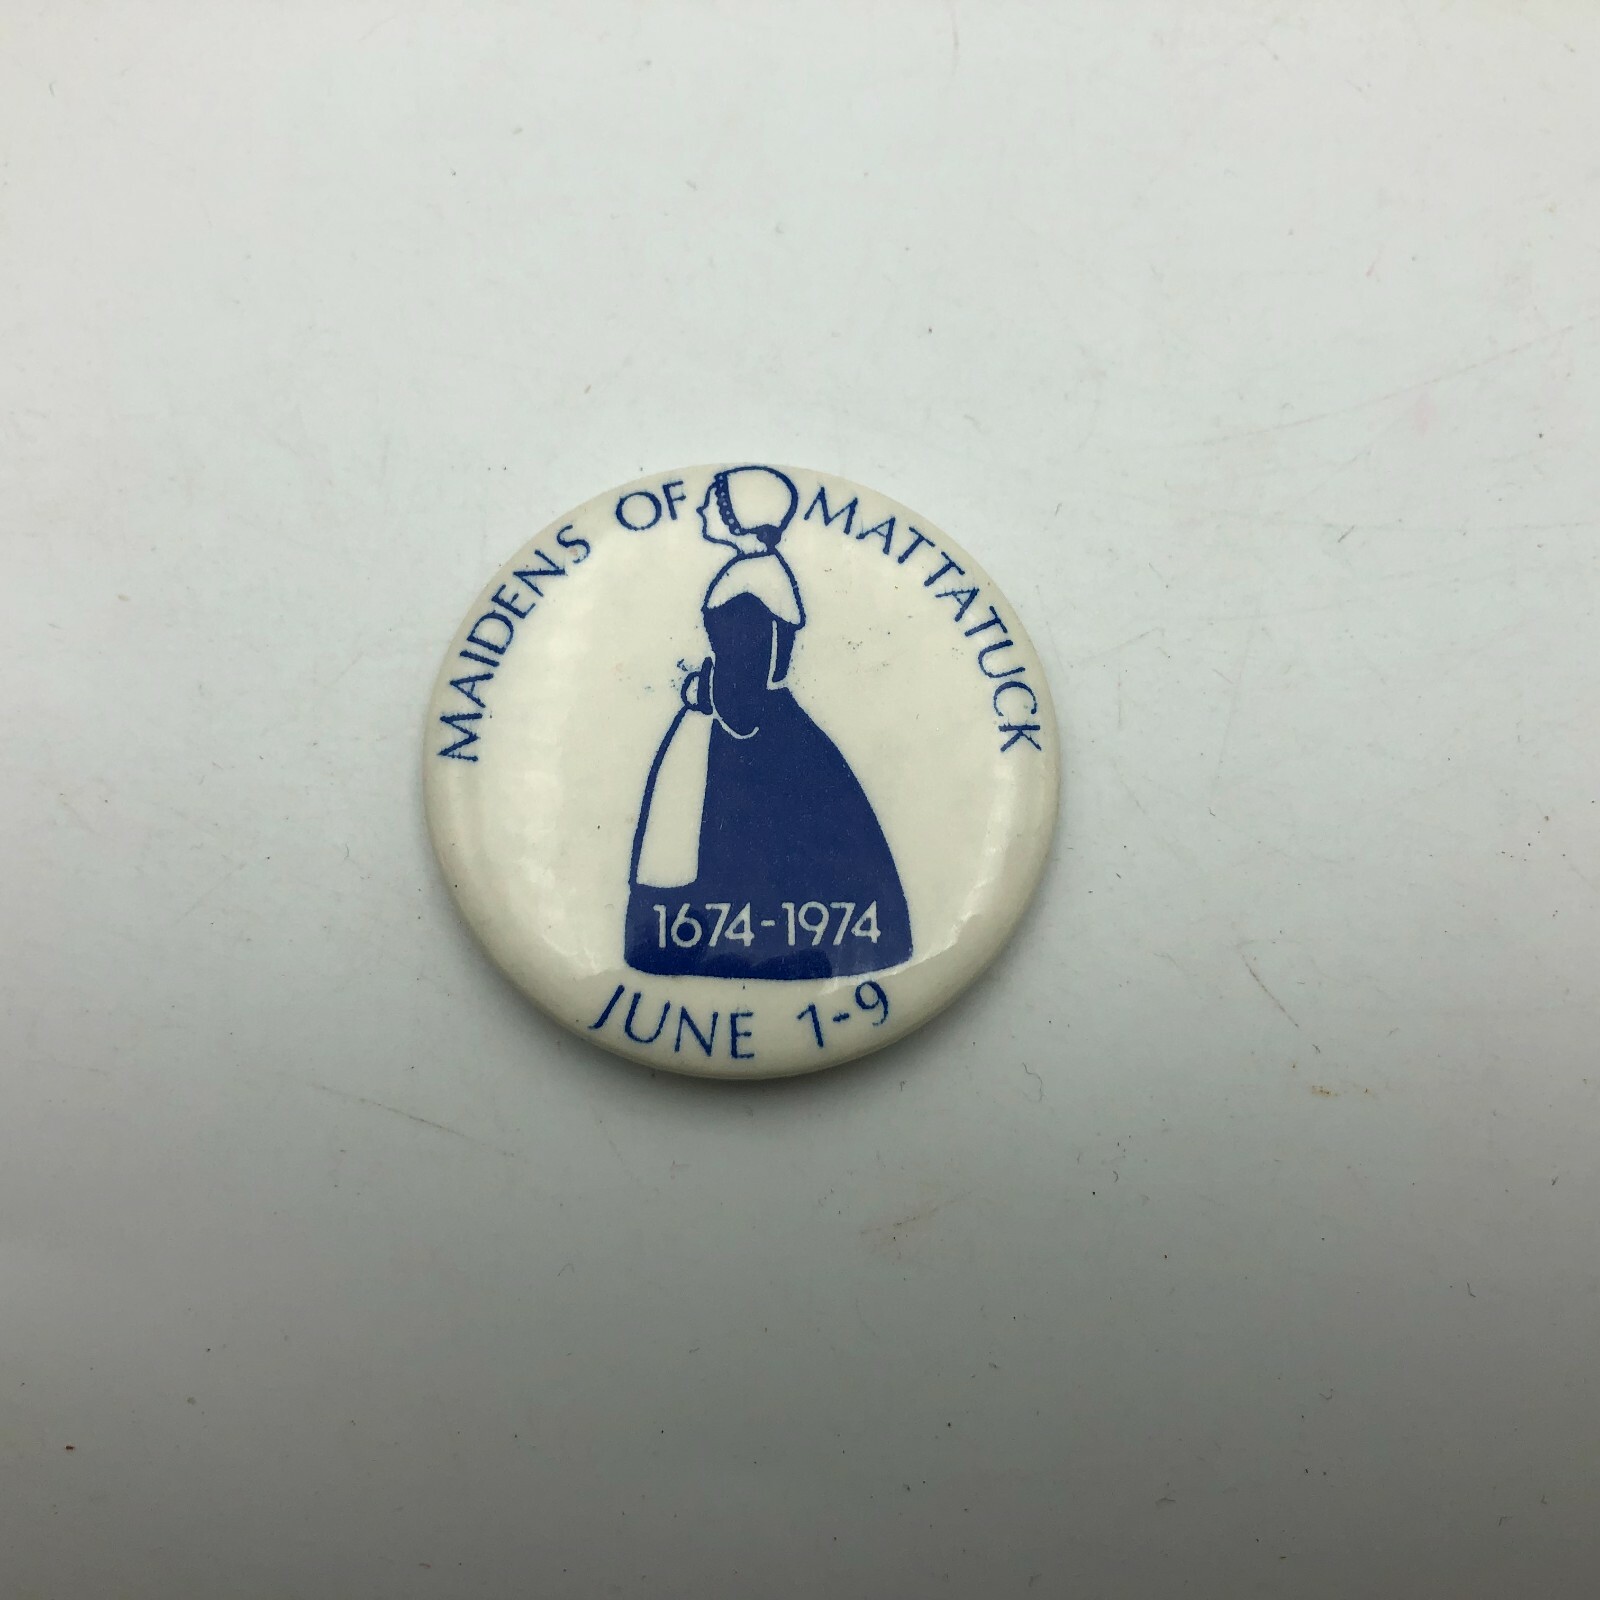 MAIDENS OF MATTATUCK
1674-1974
JUNE 1-9